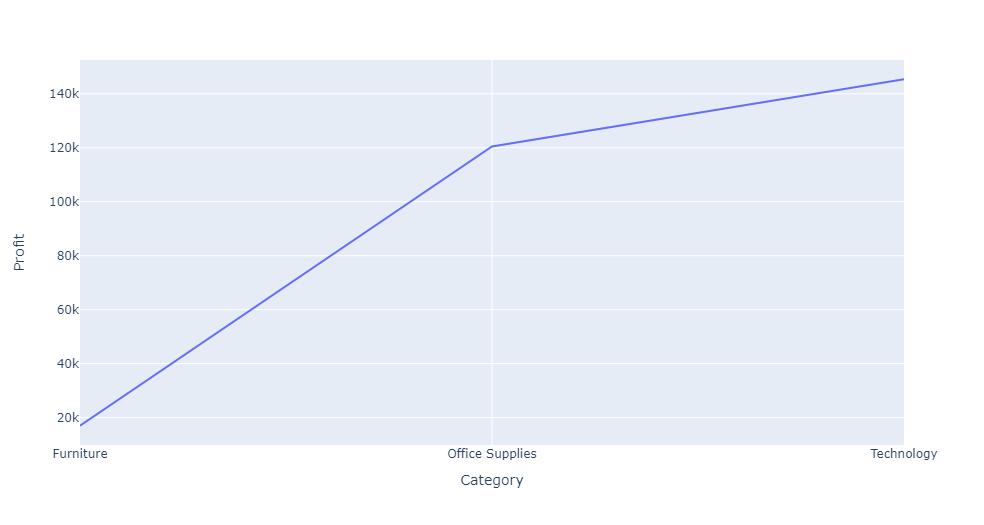 140k
120k
100k
80k
60k
40k
20k
Profit
Furniture
Office Supplies
Technology
Category